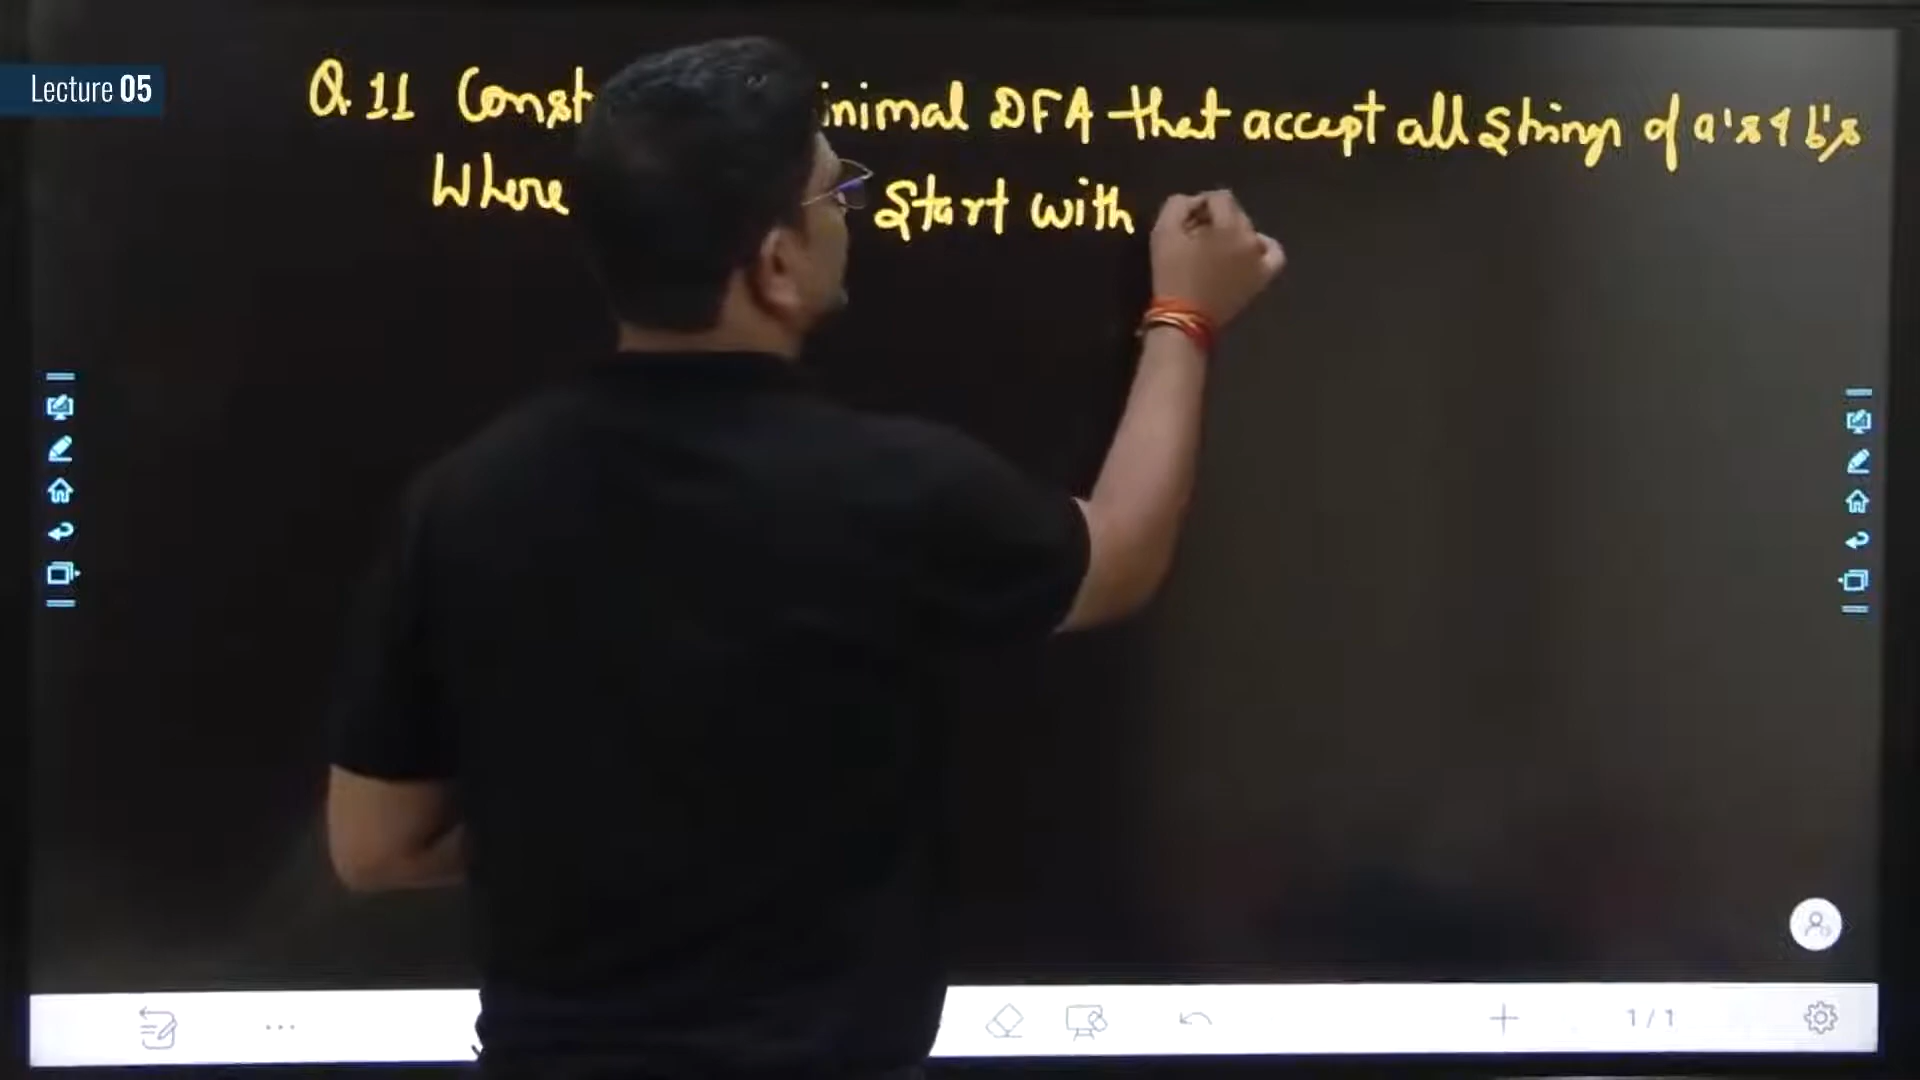 Lecture 05
Q.11 Const inimal DFA that accept all strings of a's & b's
Where Start with
1/1